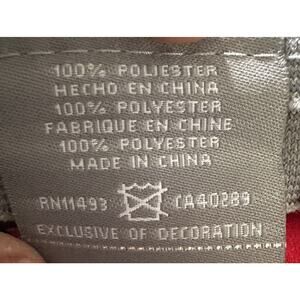 100% POLIESTER
HECHO EN CHINA
100% POLYESTER
FABRIQUE EN CHINE
100% POLYESTER
MADE IN CHINA
RN11493 CA40289
EXCLUSIVE OF DECORATION